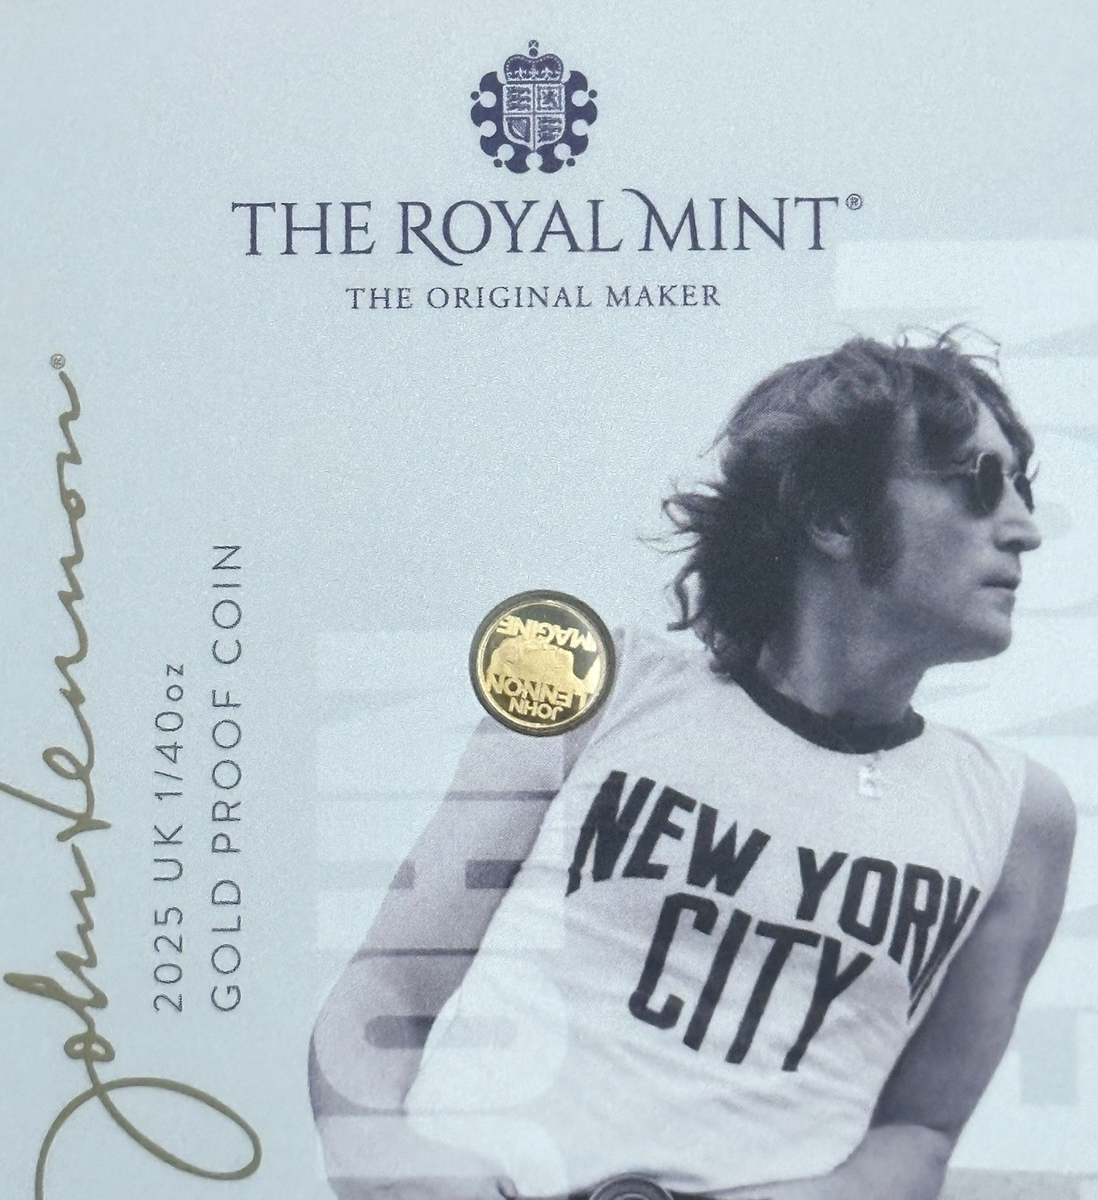 THE ROYAL MINT®
THE ORIGINAL MAKER
John Lennon®
2025 UK 1/40oz
GOLD PROOF COIN
IMAGINE
JOHN
LENNON
NEW YORK
CITY
JOHN